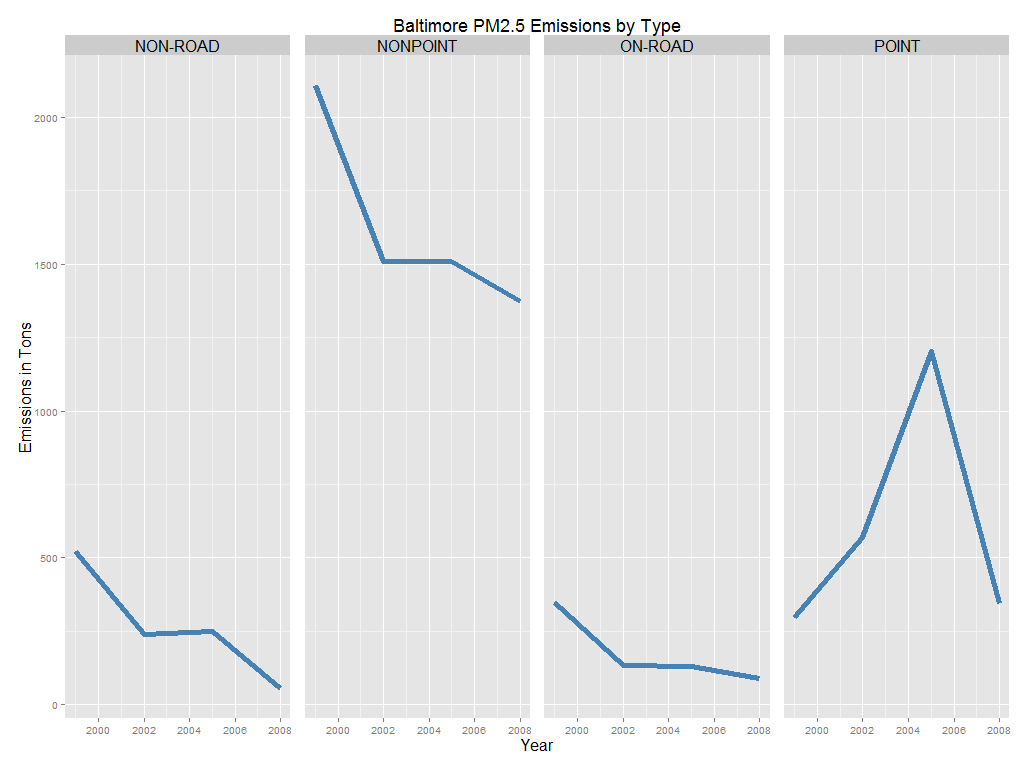 Baltimore PM2.5 Emissions by Type
NON-ROAD NONPOINT ON-ROAD POINT
2000
1500
1000
500
0
Emissions in Tons
2000 2002 2004 2006 2008 2000 2002 2004 2006 2008 2000 2002 2004 2006 2008 2000 2002 2004 2006 2008
Year